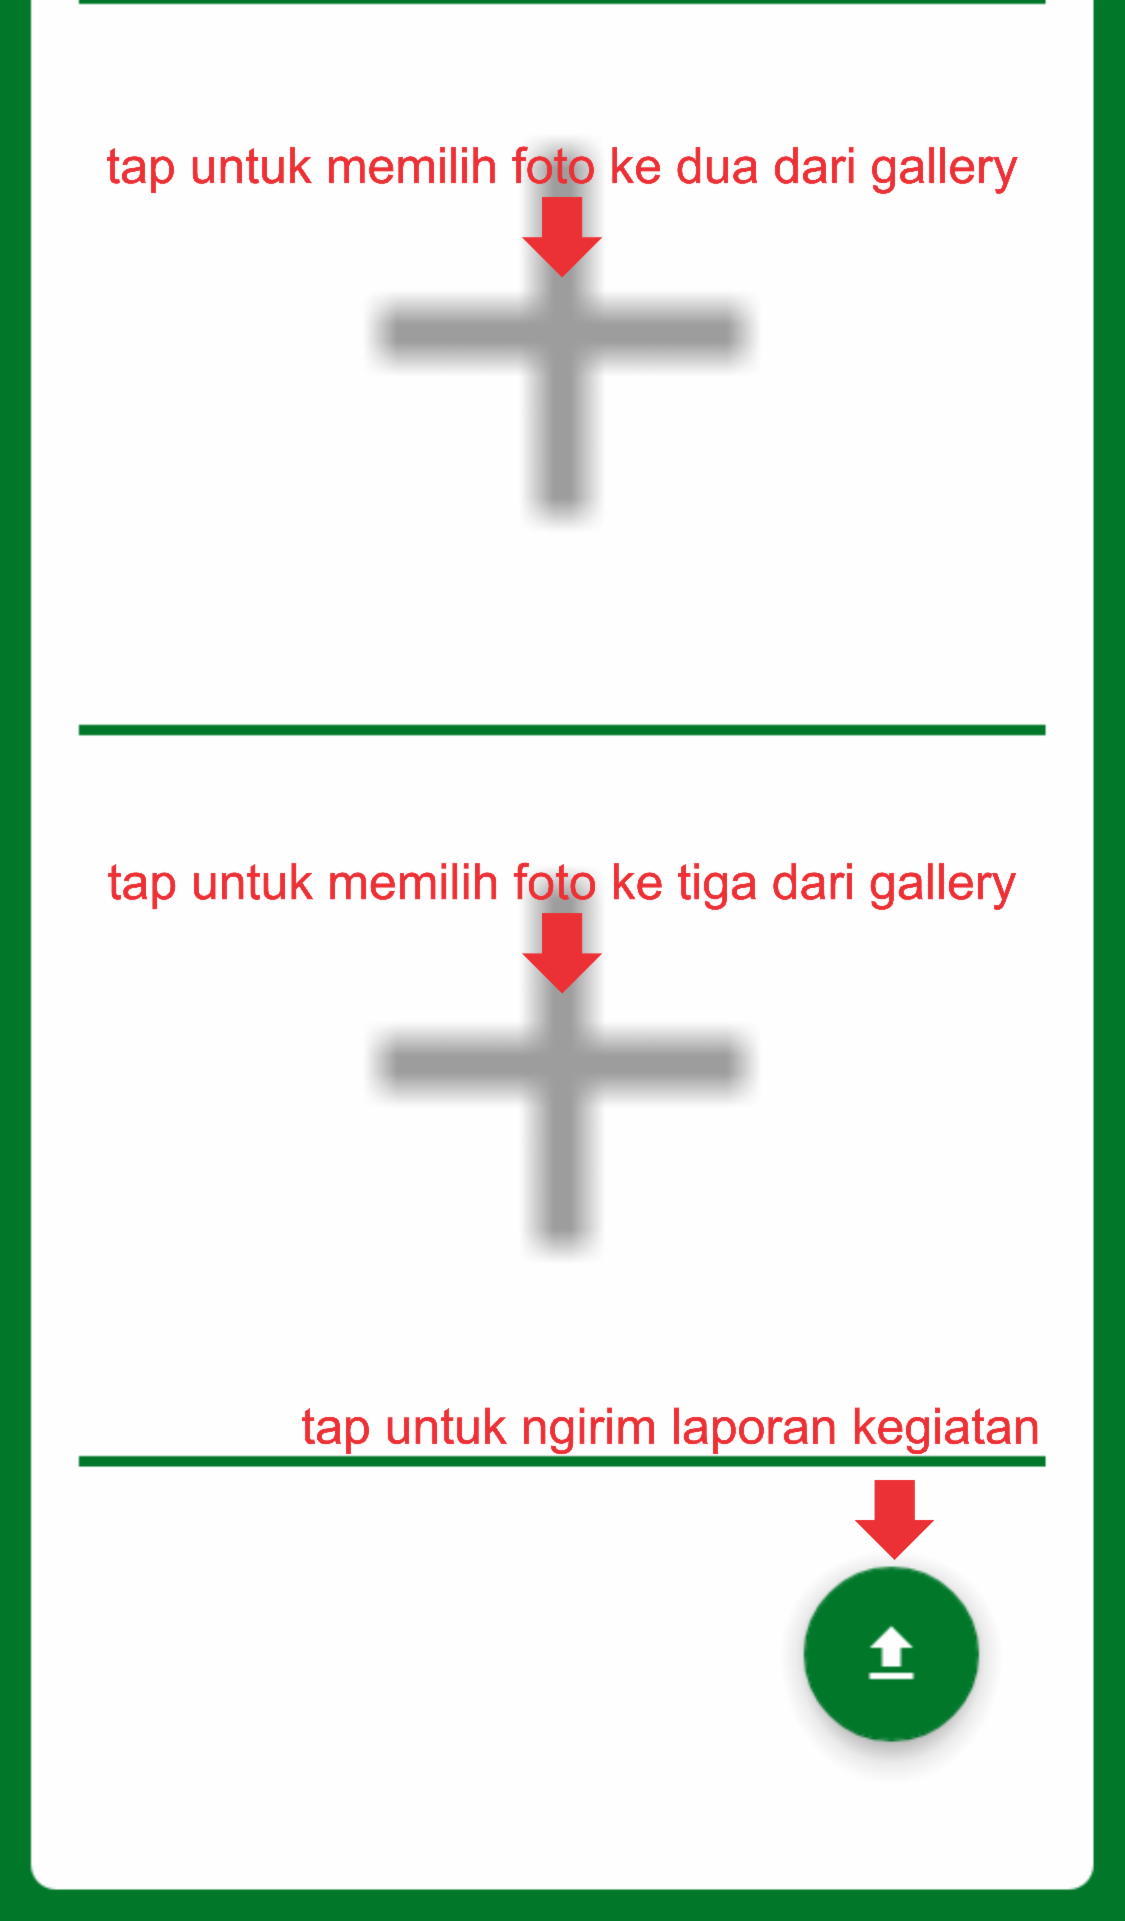 tap untuk memilih foto ke dua dari gallery
tap untuk memilih foto ke tiga dari gallery
tap untuk ngirim laporan kegiatan